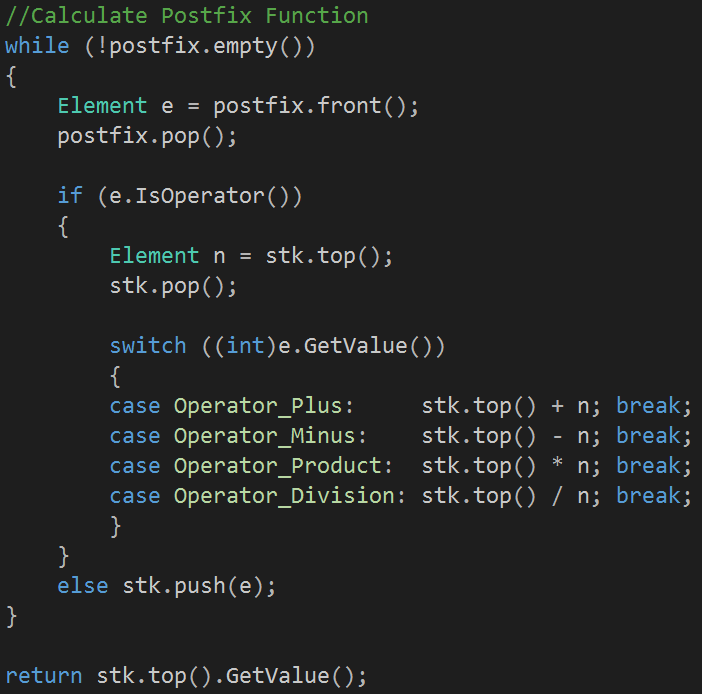 //Calculate Postfix Function
while (!postfix.empty())
{
    Element e = postfix.front();
    postfix.pop();

    if (e.IsOperator())
    {
        Element n = stk.top();
        stk.pop();

        switch ((int)e.GetValue())
        {
        case Operator_Plus:     stk.top() + n; break;
        case Operator_Minus:    stk.top() - n; break;
        case Operator_Product:  stk.top() * n; break;
        case Operator_Division: stk.top() / n; break;
        }
    }
    else stk.push(e);
}

return stk.top().GetValue();